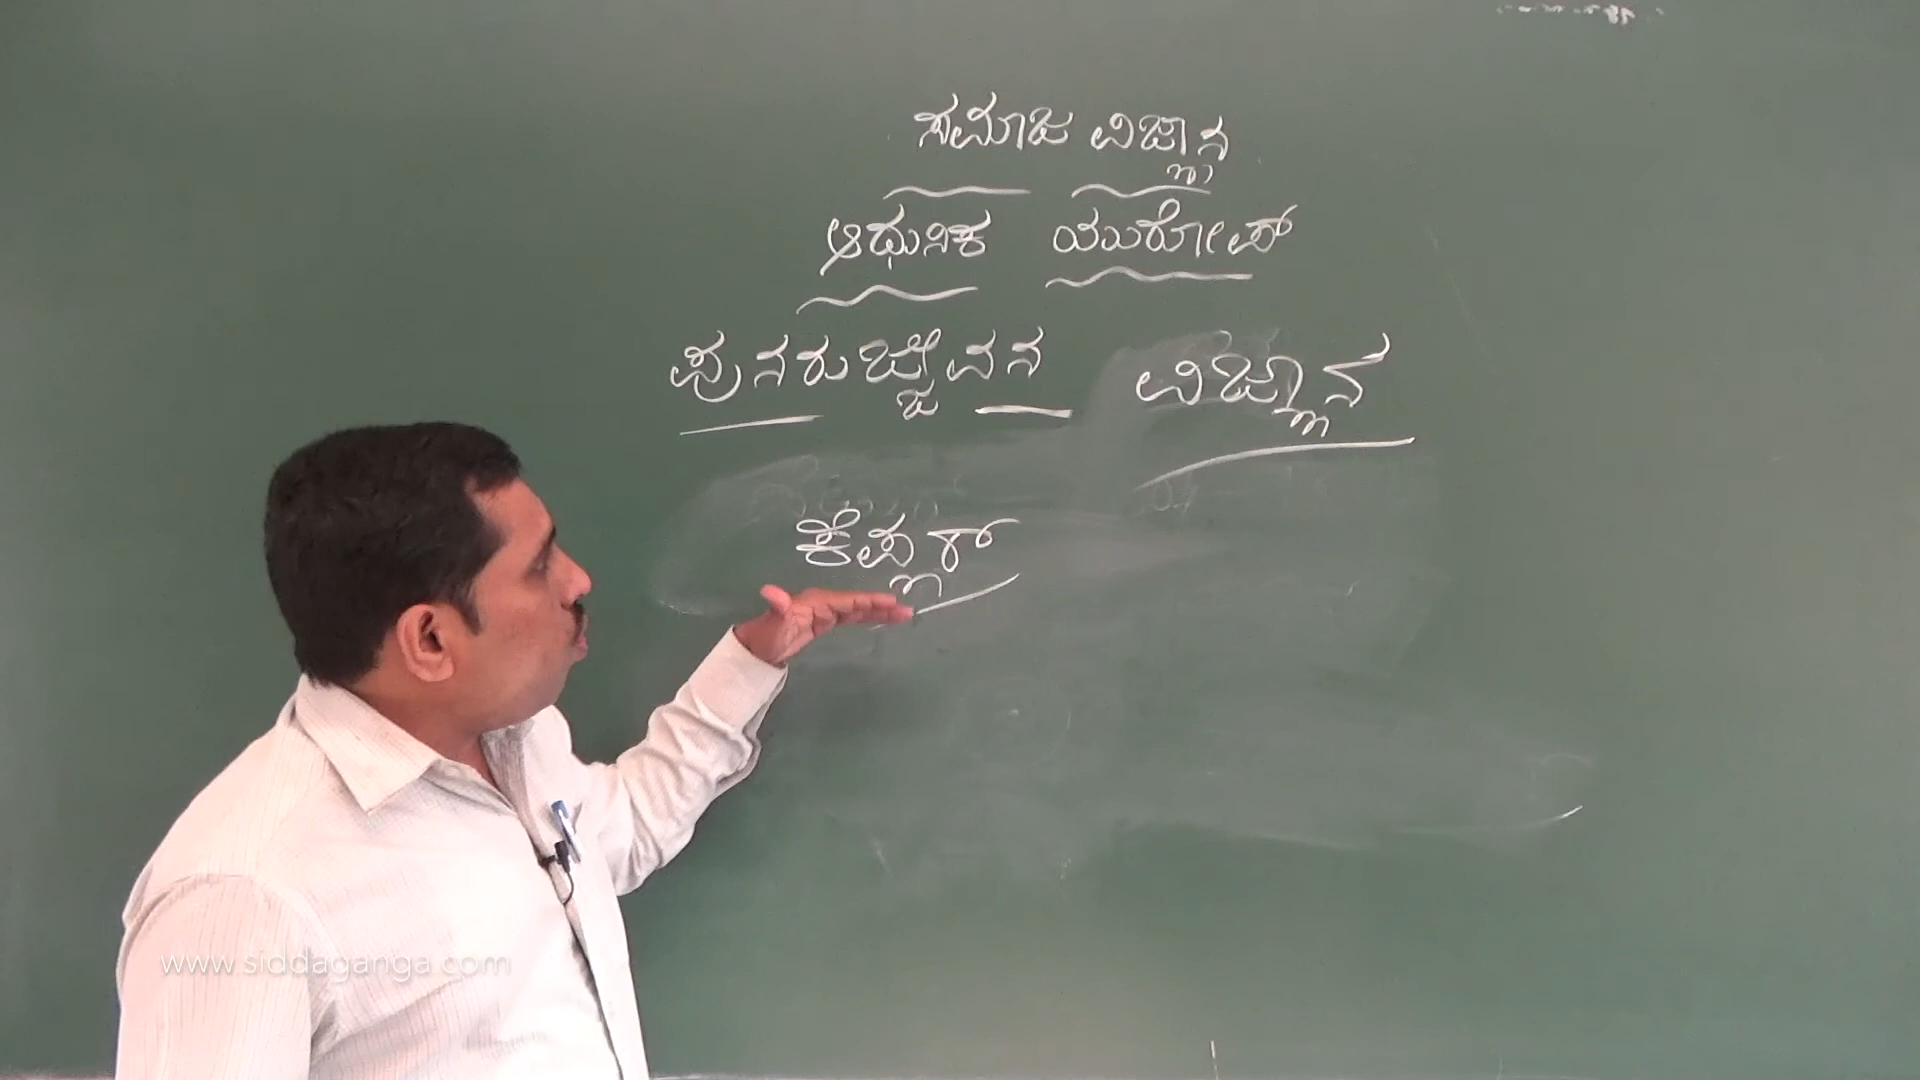 ಸಮಾಜ ವಿಜ್ಞಾನ
ಆಧುನಿಕ ಯುರೋಪ್
ಪುನರುಜ್ಜೀವನ ವಿಜ್ಞಾನ
ಕೆಪ್ಲರ್
www.siddaganga.com